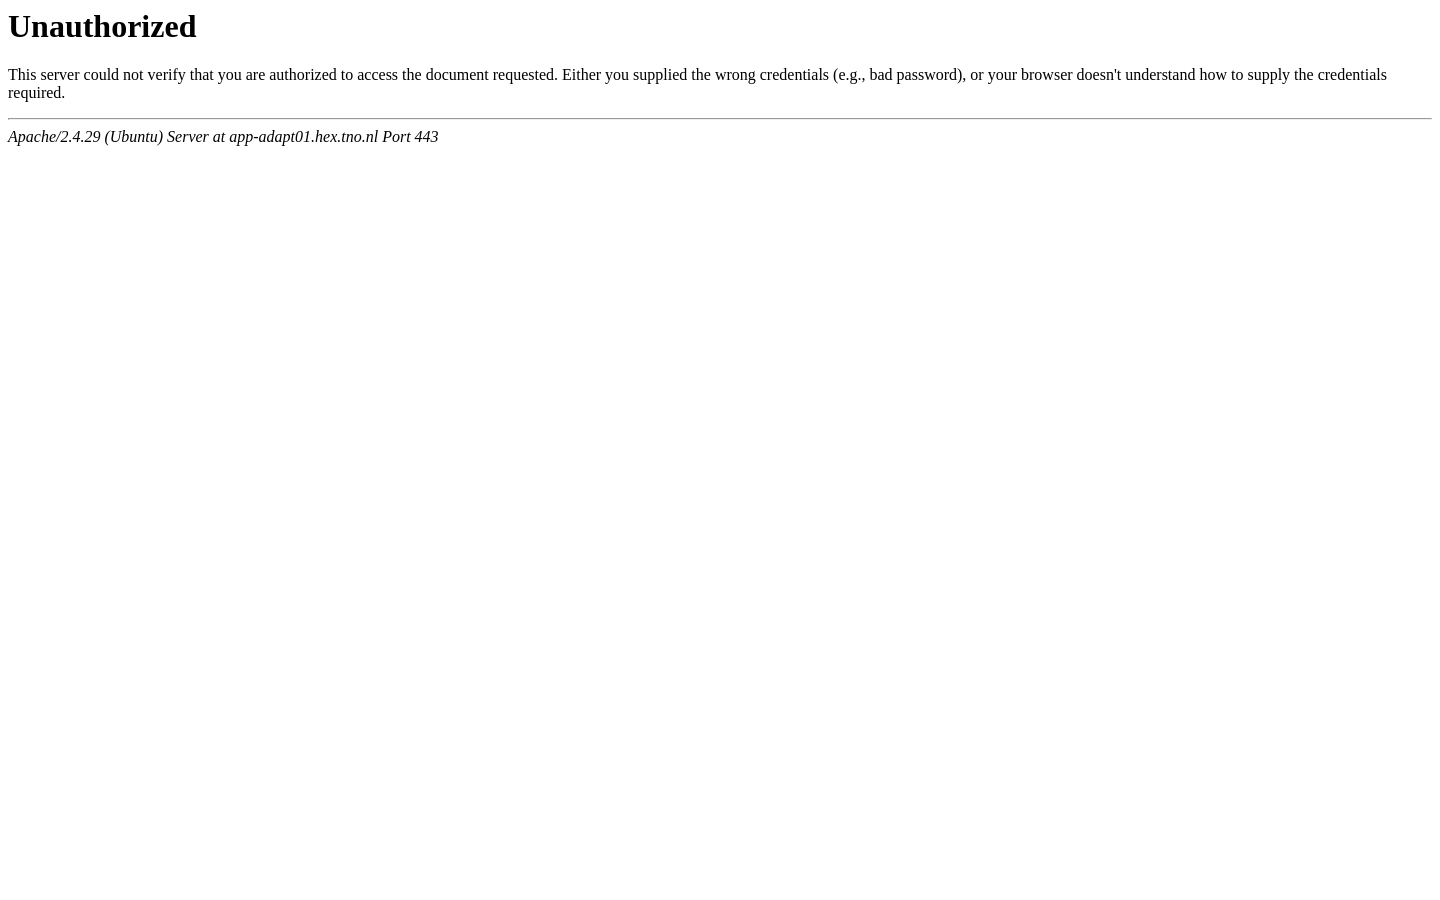 Unauthorized
This server could not verify that you are authorized to access the document requested. Either you supplied the wrong credentials (e.g., bad password), or your browser doesn't understand how to supply the credentials
required.
Apache/2.4.29 (Ubuntu) Server at app-adapt01.hex.tno.nl Port 443